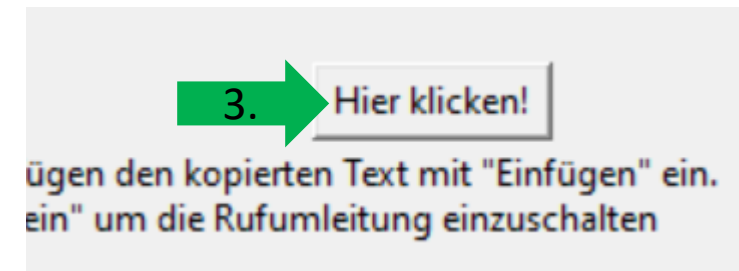 3. Hier klicken!
ügen den kopierten Text mit "Einfügen" ein.
ein" um die Rufumleitung einzuschalten